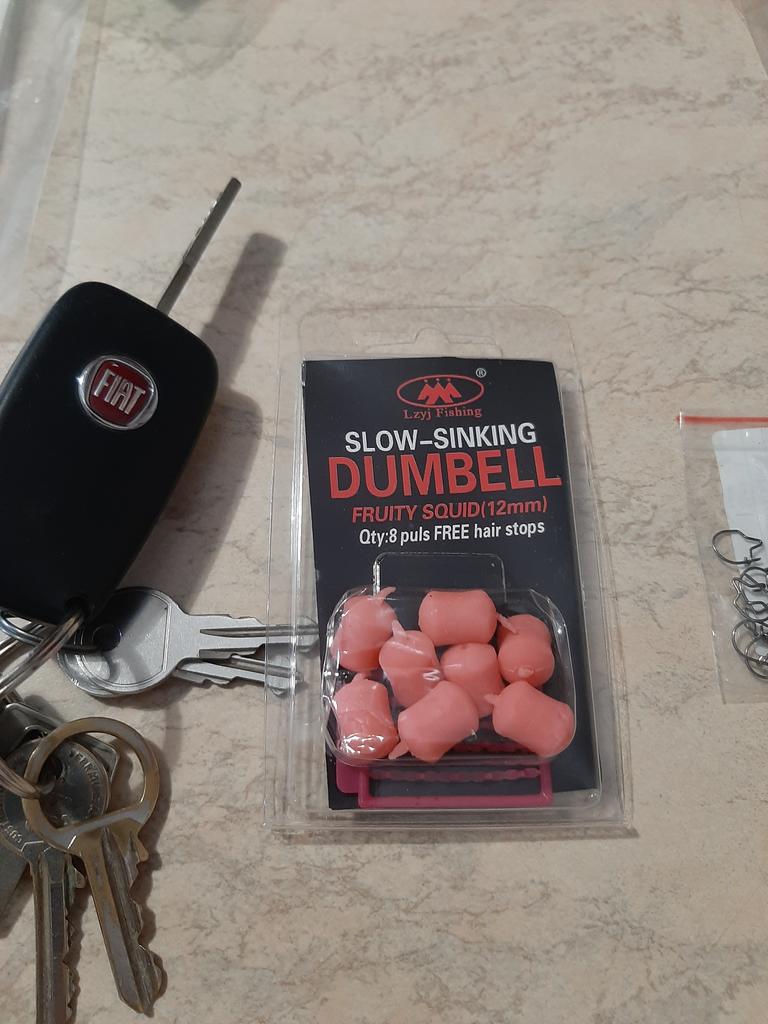 FIAT
®
Lzyj Fishing
SLOW-SINKING
DUMBELL
FRUITY SQUID(12mm)
Qty:8 puls FREE hair stops